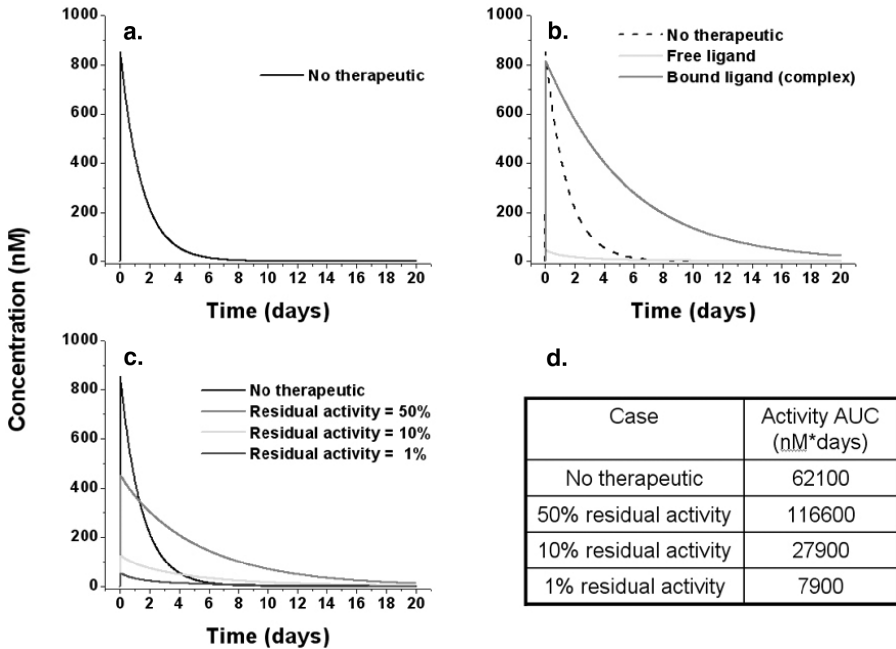 Concentration (nM)
a.
1000
800
600
400
200
0
No therapeutic
0 2 4 6 8 10 12 14 16 18 20
Time (days)
b.
1000
800
600
400
200
0
No therapeutic
Free ligand
Bound ligand (complex)
0 2 4 6 8 10 12 14 16 18 20
Time (days)
c.
1000
800
600
400
200
0
No therapeutic
Residual activity = 50%
Residual activity = 10%
Residual activity = 1%
0 2 4 6 8 10 12 14 16 18 20
Time (days)
d.
Case Activity AUC
(nM*days)
No therapeutic 62100
50% residual activity 116600
10% residual activity 27900
1% residual activity 7900